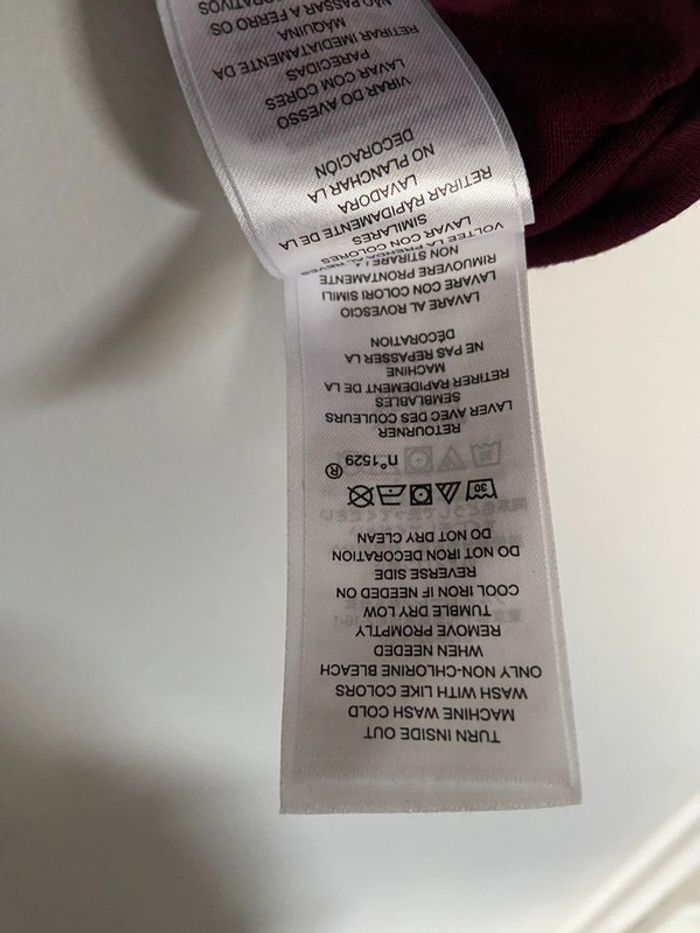 TURN INSIDE OUT
MACHINE WASH COLD
WASH WITH LIKE COLORS
ONLY NON-CHLORINE BLEACH
WHEN NEEDED
REMOVE PROMPTLY
TUMBLE DRY LOW
COOL IRON IF NEEDED ON
REVERSE SIDE
DO NOT IRON DECORATION
DO NOT DRY CLEAN
30
n°1529 ®
RETOURNER
LAVER AVEC DES COULEURS
SEMBLABLES
RETIRER RAPIDEMENT DE LA
MACHINE
NE PAS REPASSER LA
DÉCORATION
LAVARE AL ROVESCIO
LAVARE CON COLORI SIMILI
RIMUOVERE PRONTAMENTE
NON STIRARE
VOLTEE LA PRENDA AL REVES
LAVAR CON COLORES
SIMILARES
RETIRAR RÁPIDAMENTE DE LA
LAVADORA
NO PLANCHAR LA
DECORACIÓN
VIRAR DO AVESSO
LAVAR COM CORES
PARECIDAS
RETIRAR IMEDIATAMENTE DA
MÁQUINA
NÃO PASSAR A FERRO OS